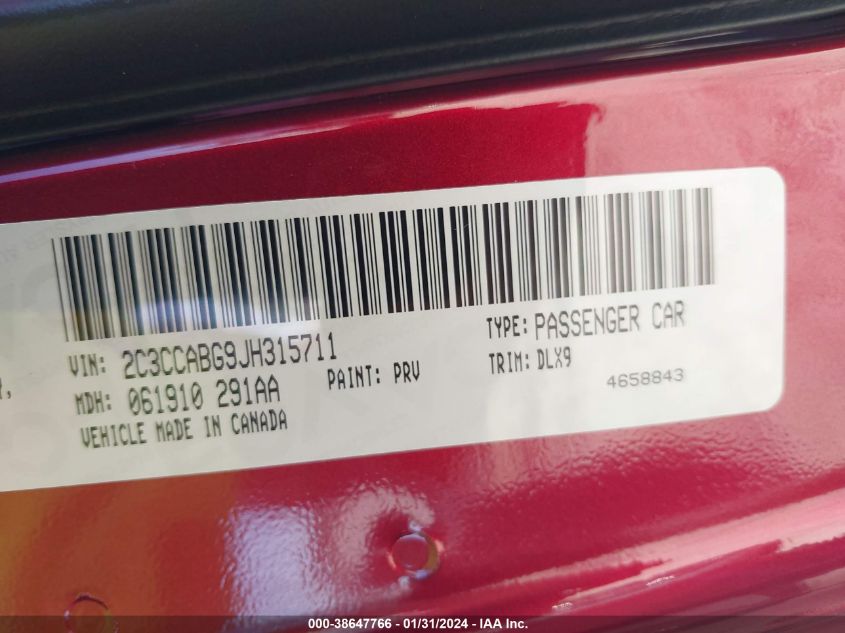 VIN: 2C3CCABG9JH315711
TYPE: PASSENGER CAR
MDH: 061910 291AA
PAINT: PRV
TRIM: DLX9
VEHICLE MADE IN CANADA
4658843
000-38647766 - 01/31/2024 - IAA Inc.